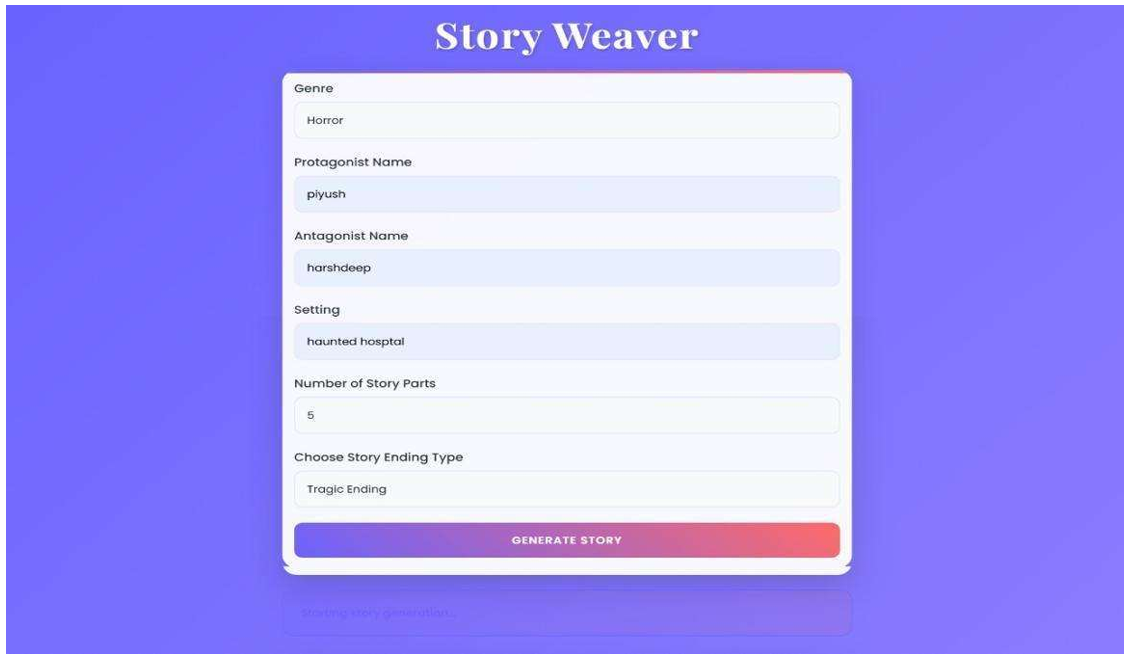 Story Weaver
Genre
Horror
Protagonist Name
piyush
Antagonist Name
harshdeep
Setting
haunted hosptal
Number of Story Parts
5
Choose Story Ending Type
Tragic Ending
GENERATE STORY
Starting story generation...